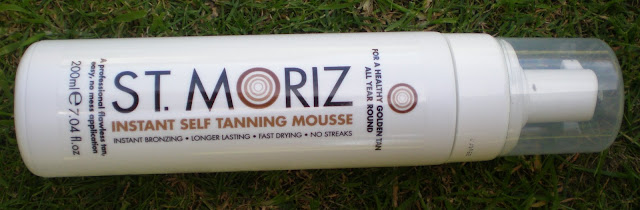 ST. MORIZ
INSTANT SELF TANNING MOUSSE
INSTANT BRONZING • LONGER LASTING • FAST DRYING • NO STREAKS
A professional flawless tan,
easy, no mess application
200ml ℮ 7.04 fl.oz
FOR A HEALTHY GOLDEN TAN
ALL YEAR ROUND